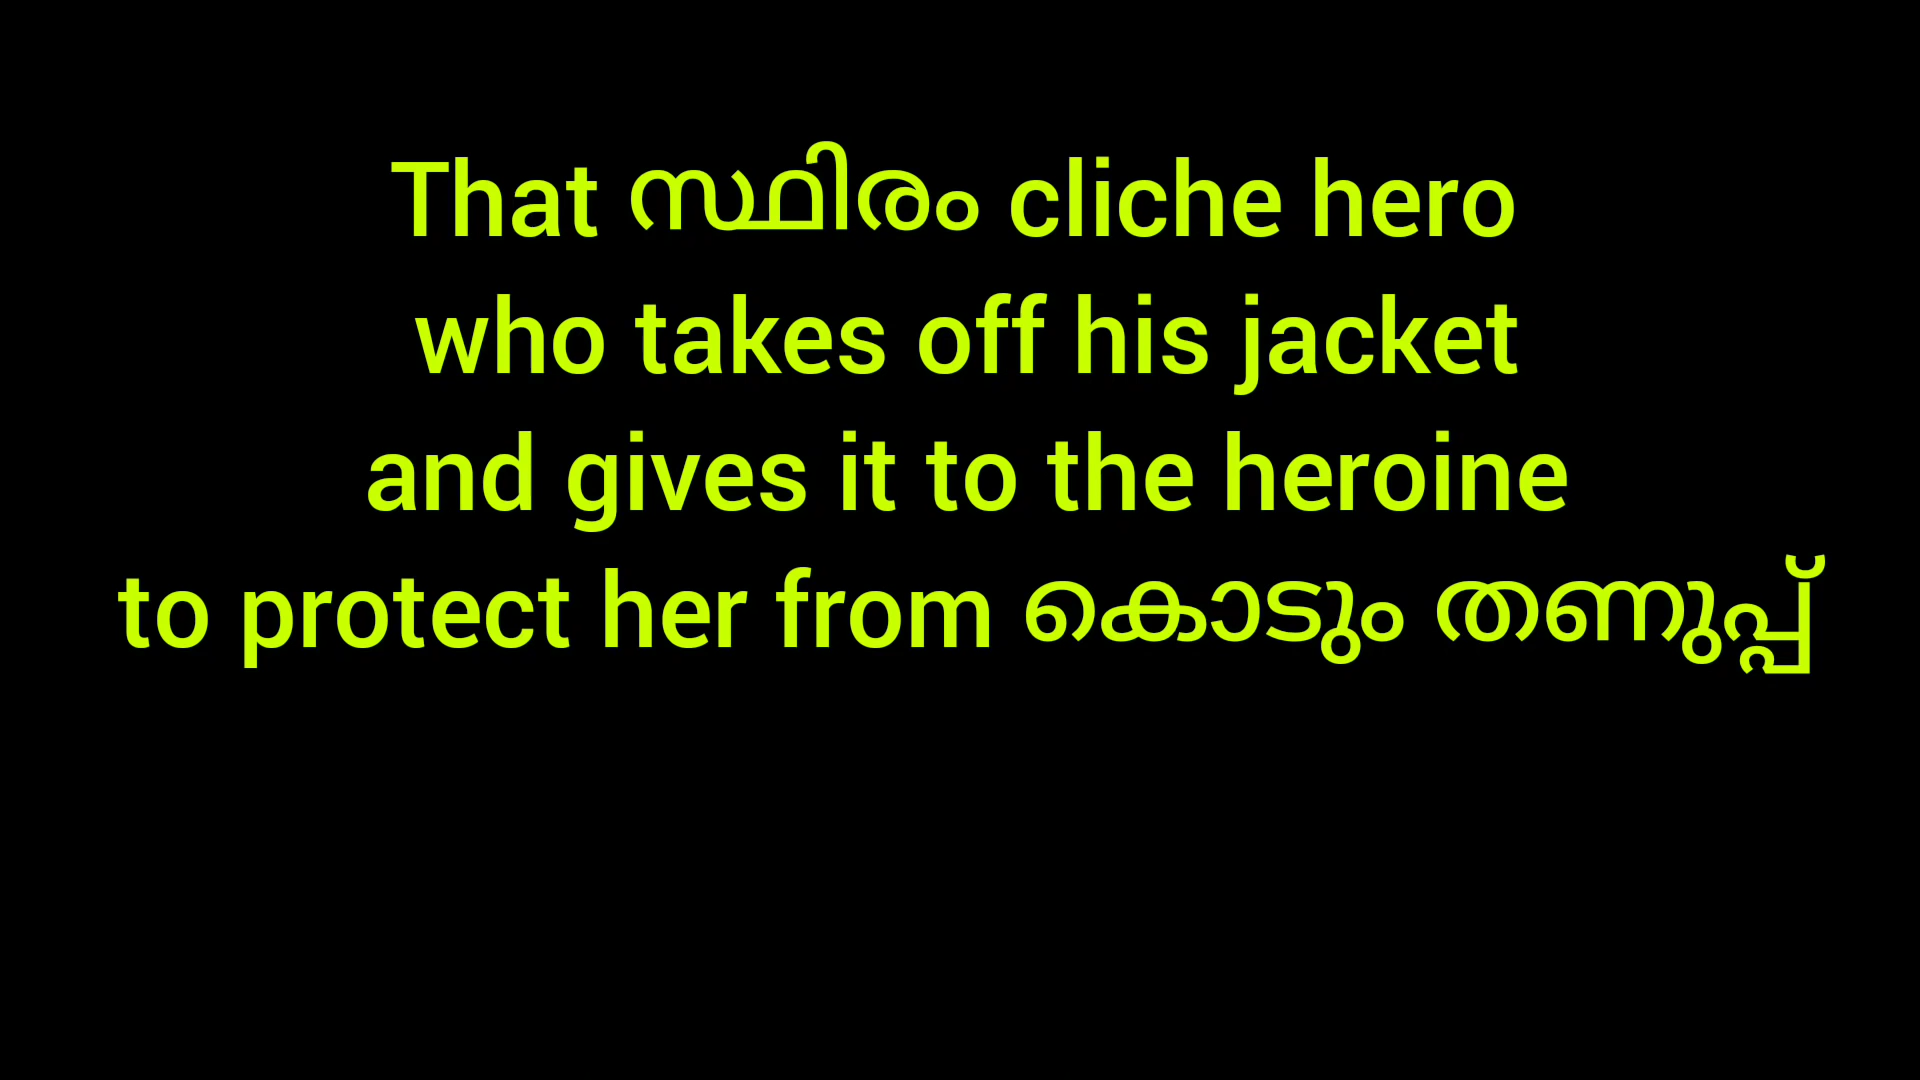 That സ്ഥിരം cliche hero
who takes off his jacket
and gives it to the heroine
to protect her from കൊടും തണുപ്പ്